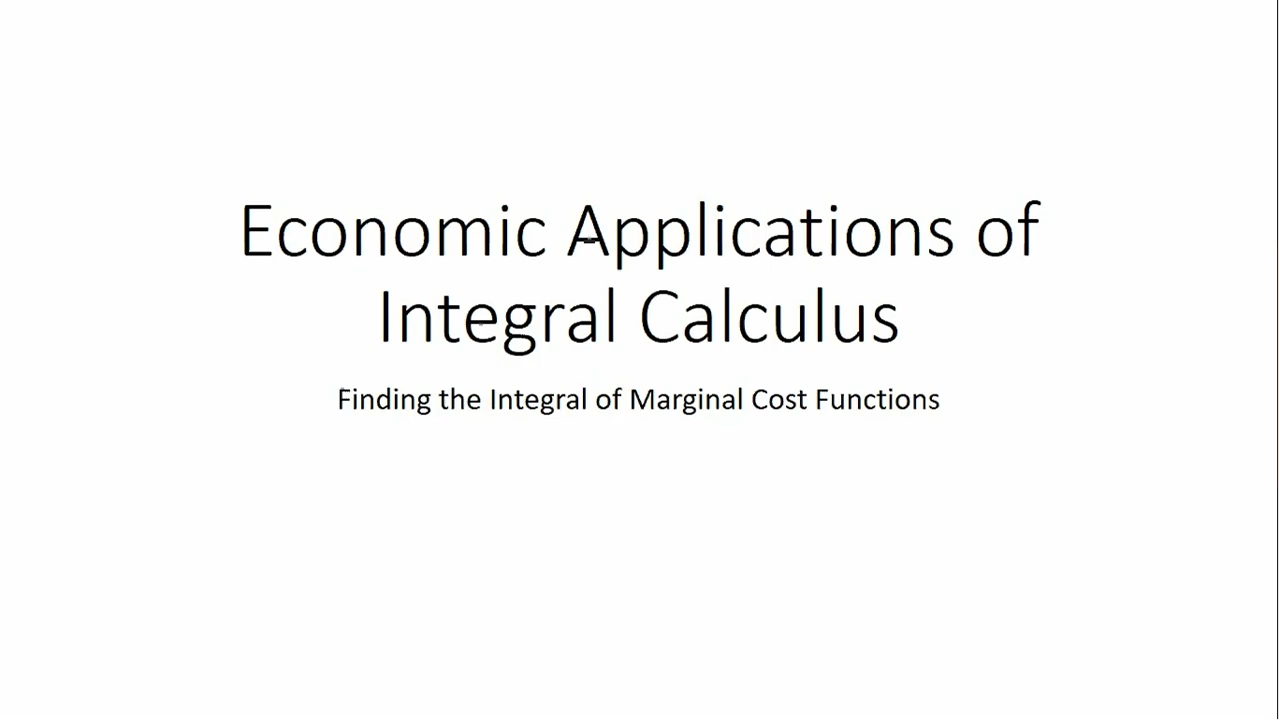 Economic Applications of
Integral Calculus
Finding the Integral of Marginal Cost Functions